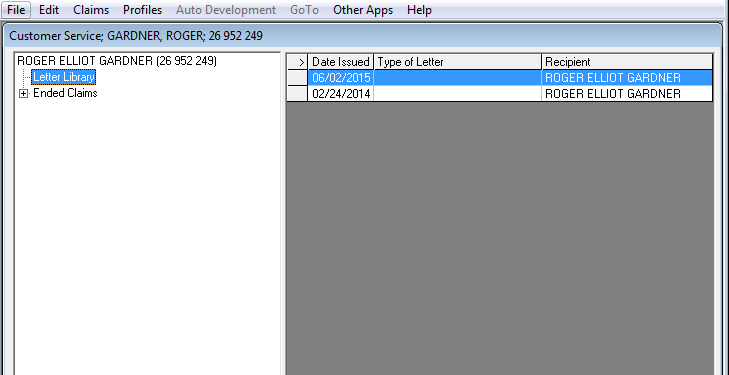 File Edit Claims Profiles Auto Development GoTo Other Apps Help
Customer Service; GARDNER, ROGER; 26 952 249
ROGER ELLIOT GARDNER (26 952 249)
Letter Library
Ended Claims
> Date Issued Type of Letter Recipient
06/02/2015 ROGER ELLIOT GARDNER
02/24/2014 ROGER ELLIOT GARDNER